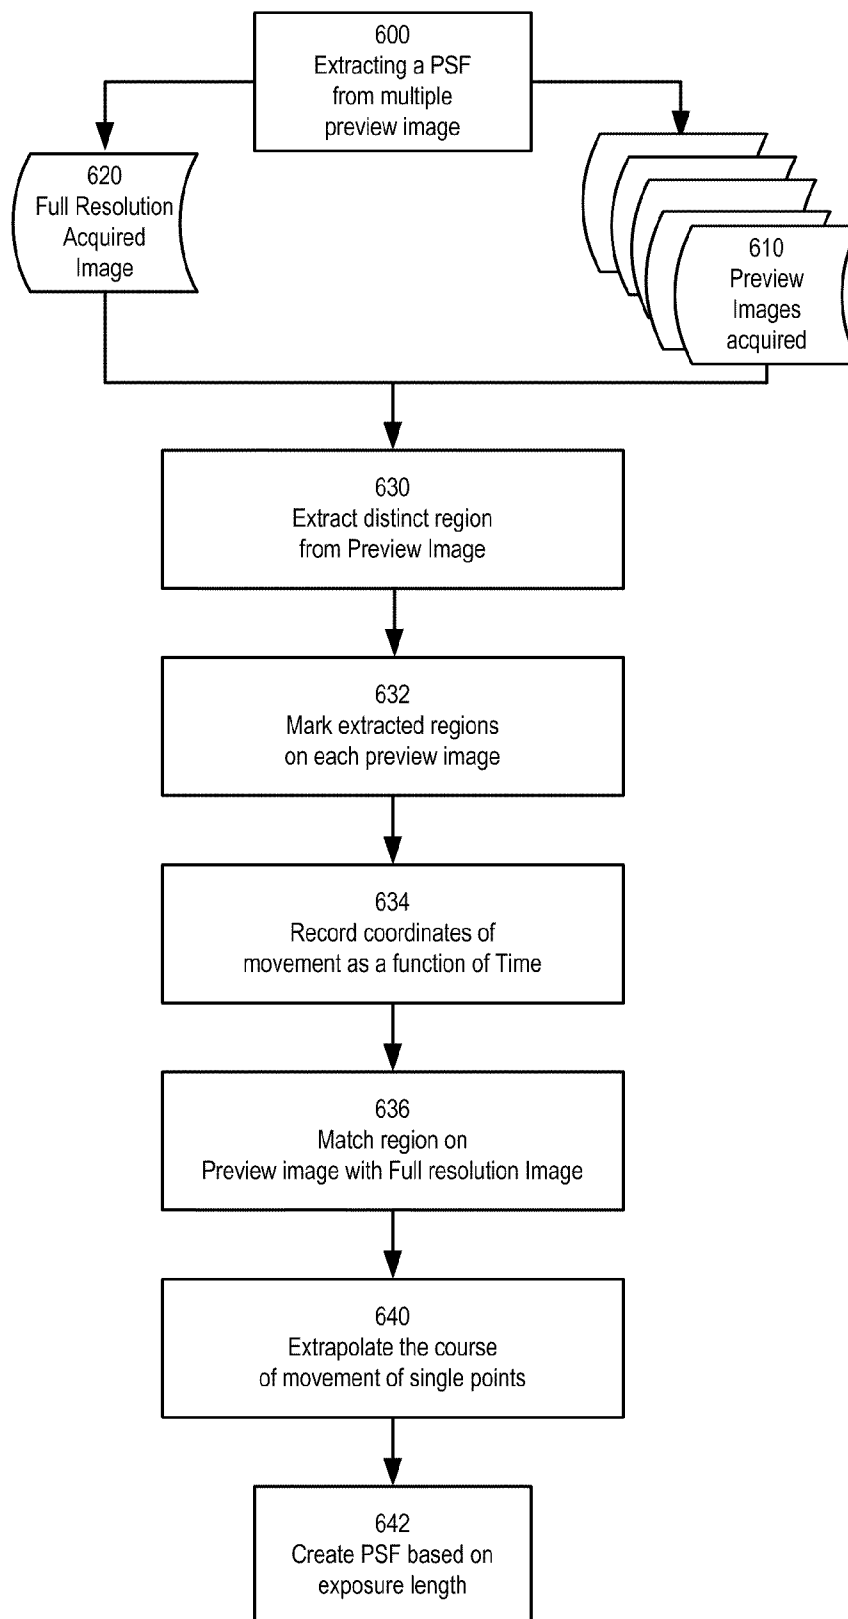 600
Extracting a PSF
from multiple
preview image
620
Full Resolution
Acquired
Image
610
Preview
Images
acquired
630
Extract distinct region
from Preview Image
632
Mark extracted regions
on each preview image
634
Record coordinates of
movement as a function of Time
636
Match region on
Preview image with Full resolution Image
640
Extrapolate the course
of movement of single points
642
Create PSF based on
exposure length